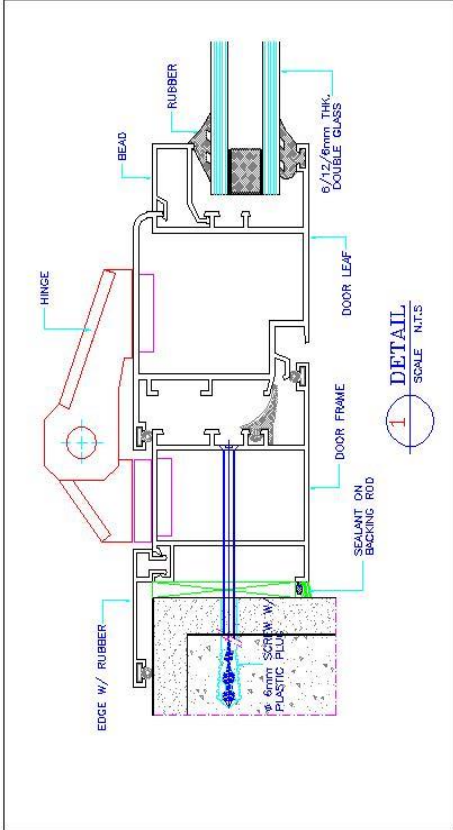 EDGE W/ RUBBER
HINGE
BEAD
RUBBER
6/12/6mm THK.
DOUBLE GLASS
DOOR LEAF
DOOR FRAME
SEALANT ON
BACKING ROD
ϕ 6mm SCREW W/
PLASTIC PLUG
1 DETAIL
SCALE N.T.S